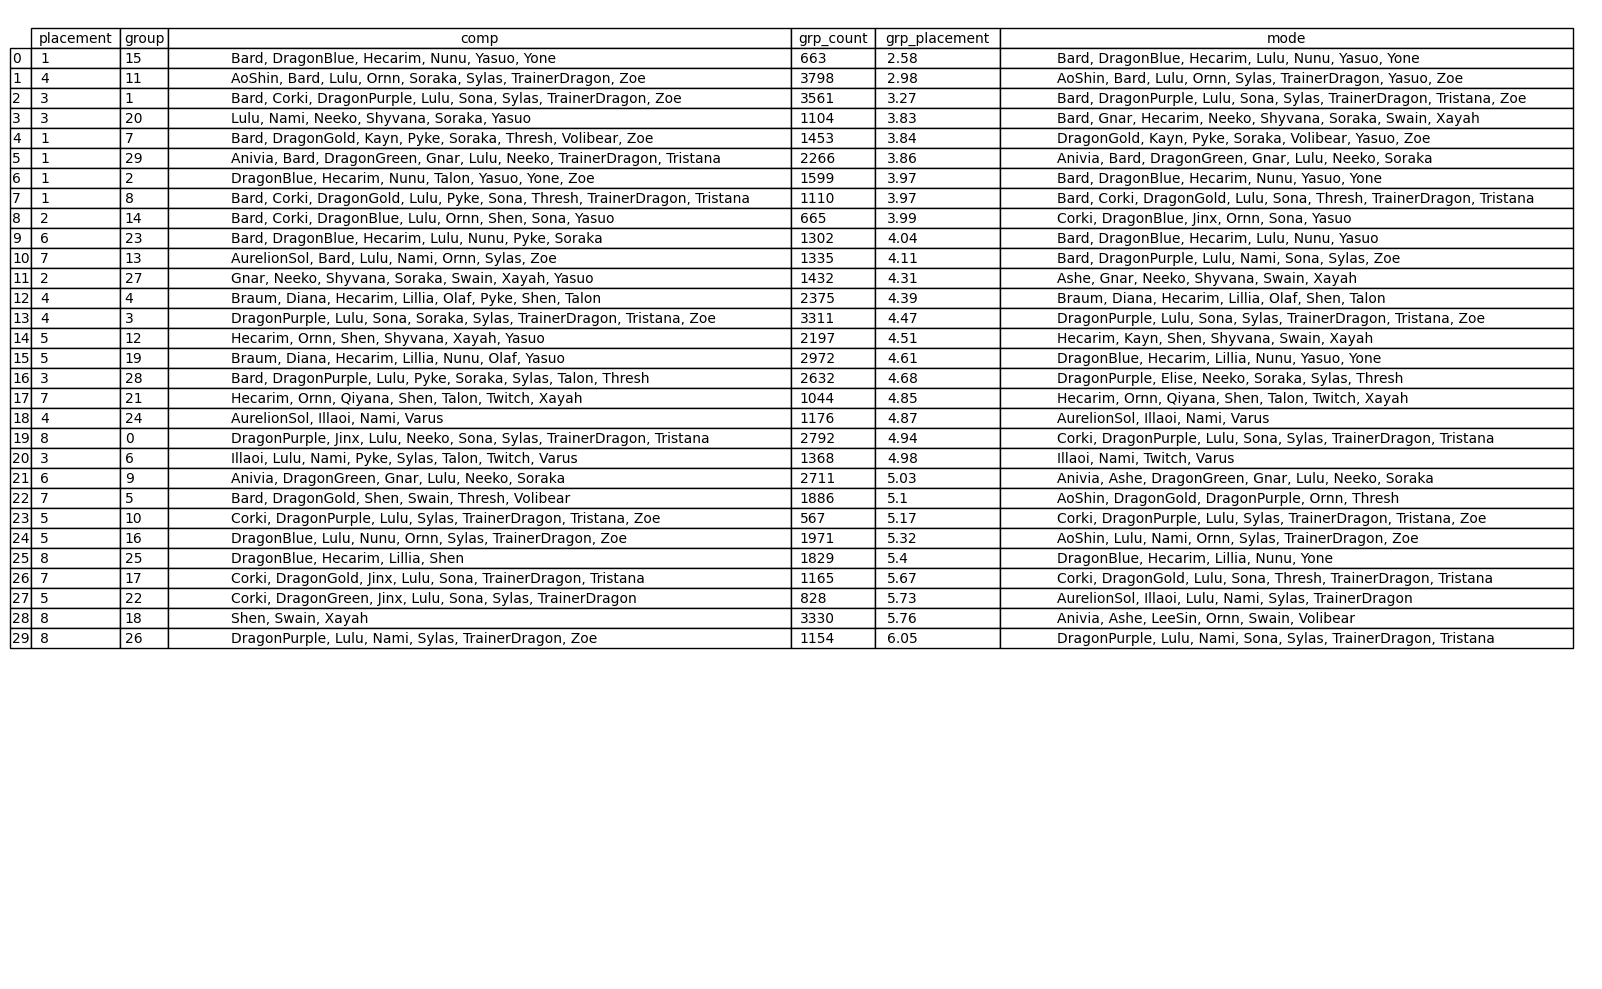 placement group comp grp_count grp_placement mode
0 1 15 Bard, DragonBlue, Hecarim, Nunu, Yasuo, Yone 663 2.58 Bard, DragonBlue, Hecarim, Lulu, Nunu, Yasuo, Yone
1 4 11 AoShin, Bard, Lulu, Ornn, Soraka, Sylas, TrainerDragon, Zoe 3798 2.98 AoShin, Bard, Lulu, Ornn, Sylas, TrainerDragon, Yasuo, Zoe
2 3 1 Bard, Corki, DragonPurple, Lulu, Sona, Sylas, TrainerDragon, Zoe 3561 3.27 Bard, DragonPurple, Lulu, Sona, Sylas, TrainerDragon, Tristana, Zoe
3 3 20 Lulu, Nami, Neeko, Shyvana, Soraka, Yasuo 1104 3.83 Bard, Gnar, Hecarim, Neeko, Shyvana, Soraka, Swain, Xayah
4 1 7 Bard, DragonGold, Kayn, Pyke, Soraka, Thresh, Volibear, Zoe 1453 3.84 DragonGold, Kayn, Pyke, Soraka, Volibear, Yasuo, Zoe
5 1 29 Anivia, Bard, DragonGreen, Gnar, Lulu, Neeko, TrainerDragon, Tristana 2266 3.86 Anivia, Bard, DragonGreen, Gnar, Lulu, Neeko, Soraka
6 1 2 DragonBlue, Hecarim, Nunu, Talon, Yasuo, Yone, Zoe 1599 3.97 Bard, DragonBlue, Hecarim, Nunu, Yasuo, Yone
7 1 8 Bard, Corki, DragonGold, Lulu, Pyke, Sona, Thresh, TrainerDragon, Tristana 1110 3.97 Bard, Corki, DragonGold, Lulu, Sona, Thresh, TrainerDragon, Tristana
8 2 14 Bard, Corki, DragonBlue, Lulu, Ornn, Shen, Sona, Yasuo 665 3.99 Corki, DragonBlue, Jinx, Ornn, Sona, Yasuo
9 6 23 Bard, DragonBlue, Hecarim, Lulu, Nunu, Pyke, Soraka 1302 4.04 Bard, DragonBlue, Hecarim, Lulu, Nunu, Yasuo
10 7 13 AurelionSol, Bard, Lulu, Nami, Ornn, Sylas, Zoe 1335 4.11 Bard, DragonPurple, Lulu, Nami, Sona, Sylas, Zoe
11 2 27 Gnar, Neeko, Shyvana, Soraka, Swain, Xayah, Yasuo 1432 4.31 Ashe, Gnar, Neeko, Shyvana, Swain, Xayah
12 4 4 Braum, Diana, Hecarim, Lillia, Olaf, Pyke, Shen, Talon 2375 4.39 Braum, Diana, Hecarim, Lillia, Olaf, Shen, Talon
13 4 3 DragonPurple, Lulu, Sona, Soraka, Sylas, TrainerDragon, Tristana, Zoe 3311 4.47 DragonPurple, Lulu, Sona, Sylas, TrainerDragon, Tristana, Zoe
14 5 12 Hecarim, Ornn, Shen, Shyvana, Xayah, Yasuo 2197 4.51 Hecarim, Kayn, Shen, Shyvana, Swain, Xayah
15 5 19 Braum, Diana, Hecarim, Lillia, Nunu, Olaf, Yasuo 2972 4.61 DragonBlue, Hecarim, Lillia, Nunu, Yasuo, Yone
16 3 28 Bard, DragonPurple, Lulu, Pyke, Soraka, Sylas, Talon, Thresh 2632 4.68 DragonPurple, Elise, Neeko, Soraka, Sylas, Thresh
17 7 21 Hecarim, Ornn, Qiyana, Shen, Talon, Twitch, Xayah 1044 4.85 Hecarim, Ornn, Qiyana, Shen, Talon, Twitch, Xayah
18 4 24 AurelionSol, Illaoi, Nami, Varus 1176 4.87 AurelionSol, Illaoi, Nami, Varus
19 8 0 DragonPurple, Jinx, Lulu, Neeko, Sona, Sylas, TrainerDragon, Tristana 2792 4.94 Corki, DragonPurple, Lulu, Sona, Sylas, TrainerDragon, Tristana
20 3 6 Illaoi, Lulu, Nami, Pyke, Sylas, Talon, Twitch, Varus 1368 4.98 Illaoi, Nami, Twitch, Varus
21 6 9 Anivia, DragonGreen, Gnar, Lulu, Neeko, Soraka 2711 5.03 Anivia, Ashe, DragonGreen, Gnar, Lulu, Neeko, Soraka
22 7 5 Bard, DragonGold, Shen, Swain, Thresh, Volibear 1886 5.1 AoShin, DragonGold, DragonPurple, Ornn, Thresh
23 5 10 Corki, DragonPurple, Lulu, Sylas, TrainerDragon, Tristana, Zoe 567 5.17 Corki, DragonPurple, Lulu, Sylas, TrainerDragon, Tristana, Zoe
24 5 16 DragonBlue, Lulu, Nunu, Ornn, Sylas, TrainerDragon, Zoe 1971 5.32 AoShin, Lulu, Nami, Ornn, Sylas, TrainerDragon, Zoe
25 8 25 DragonBlue, Hecarim, Lillia, Shen 1829 5.4 DragonBlue, Hecarim, Lillia, Nunu, Yone
26 7 17 Corki, DragonGold, Jinx, Lulu, Sona, TrainerDragon, Tristana 1165 5.67 Corki, DragonGold, Lulu, Sona, Thresh, TrainerDragon, Tristana
27 5 22 Corki, DragonGreen, Jinx, Lulu, Sona, Sylas, TrainerDragon 828 5.73 AurelionSol, Illaoi, Lulu, Nami, Sylas, TrainerDragon
28 8 18 Shen, Swain, Xayah 3330 5.76 Anivia, Ashe, LeeSin, Ornn, Swain, Volibear
29 8 26 DragonPurple, Lulu, Nami, Sylas, TrainerDragon, Zoe 1154 6.05 DragonPurple, Lulu, Nami, Sona, Sylas, TrainerDragon, Tristana